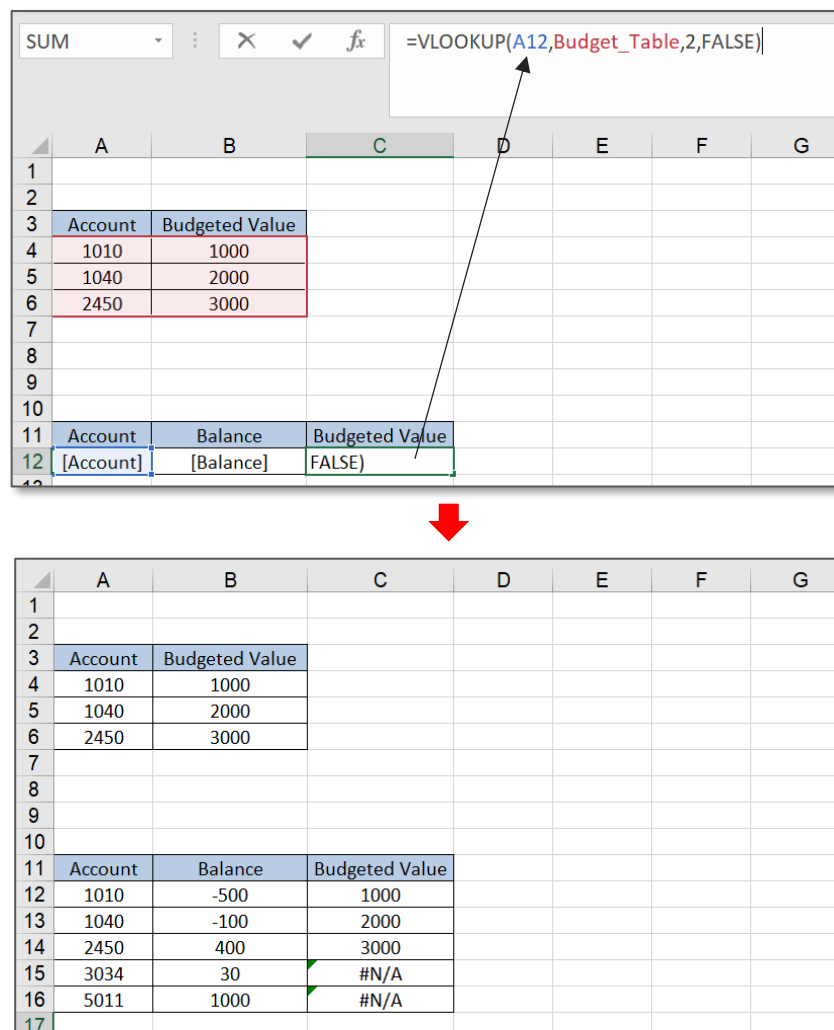 SUM fx =VLOOKUP(A12,Budget_Table,2,FALSE)
A B C D E F G
1
2
3 Account Budgeted Value
4 1010 1000
5 1040 2000
6 2450 3000
7
8
9
10
11 Account Balance Budgeted Value
12 [Account] [Balance] FALSE)
A B C D E F G
1
2
3 Account Budgeted Value
4 1010 1000
5 1040 2000
6 2450 3000
7
8
9
10
11 Account Balance Budgeted Value
12 1010 -500 1000
13 1040 -100 2000
14 2450 400 3000
15 3034 30 #N/A
16 5011 1000 #N/A
17